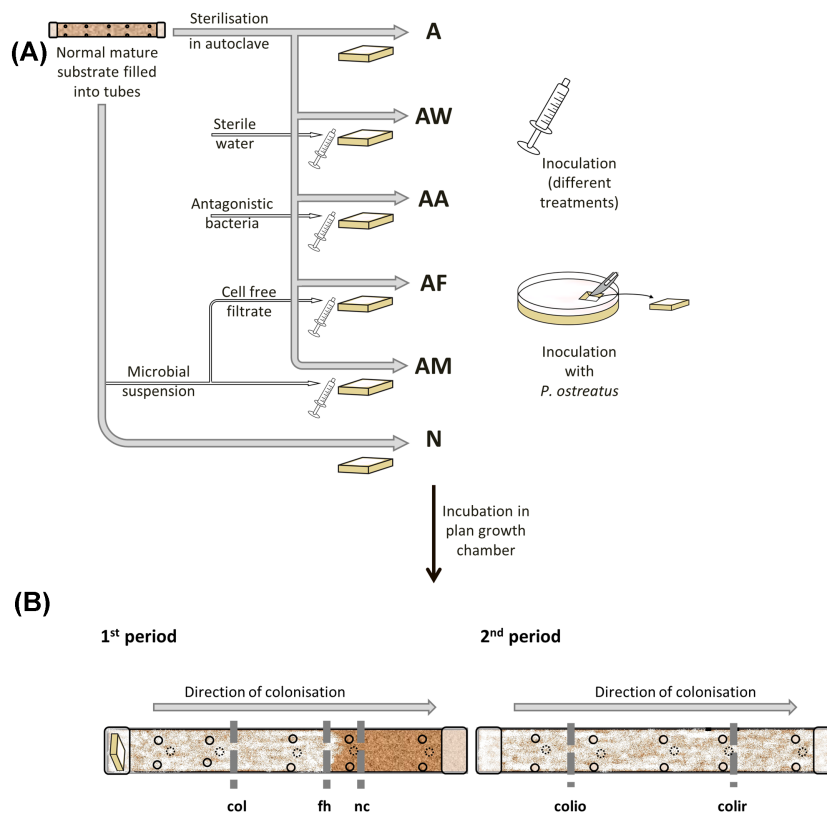 (A)
Normal mature
substrate filled
into tubes
Sterilisation
in autoclave
A
Sterile
water
AW
Antagonistic
bacteria
AA
Cell free
filtrate
AF
Microbial
suspension
AM
N
Inoculation
(different
treatments)
Inoculation
with
P. ostreatus
Incubation in
plan growth
chamber
(B)
1st period
Direction of colonisation
col fh nc
2nd period
Direction of colonisation
colio colir